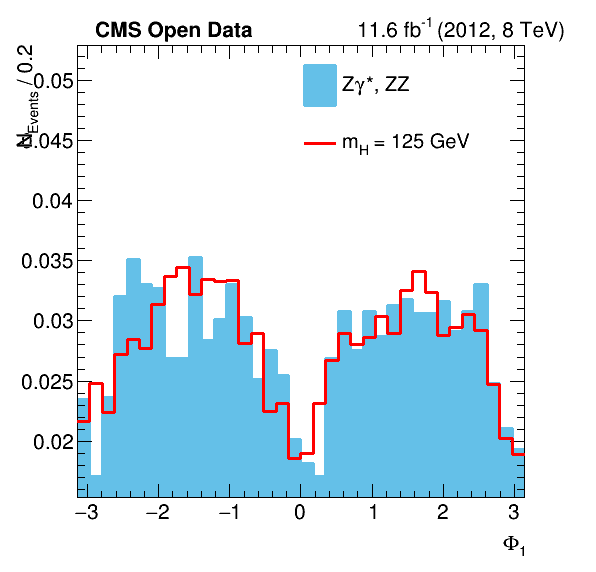 CMS Open Data 11.6 fb⁻¹ (2012, 8 TeV)
N_Events / 0.2
Zγ*, ZZ
m_H = 125 GeV
0.05
0.045
0.04
0.035
0.03
0.025
0.02
−3 −2 −1 0 1 2 3
Φ₁